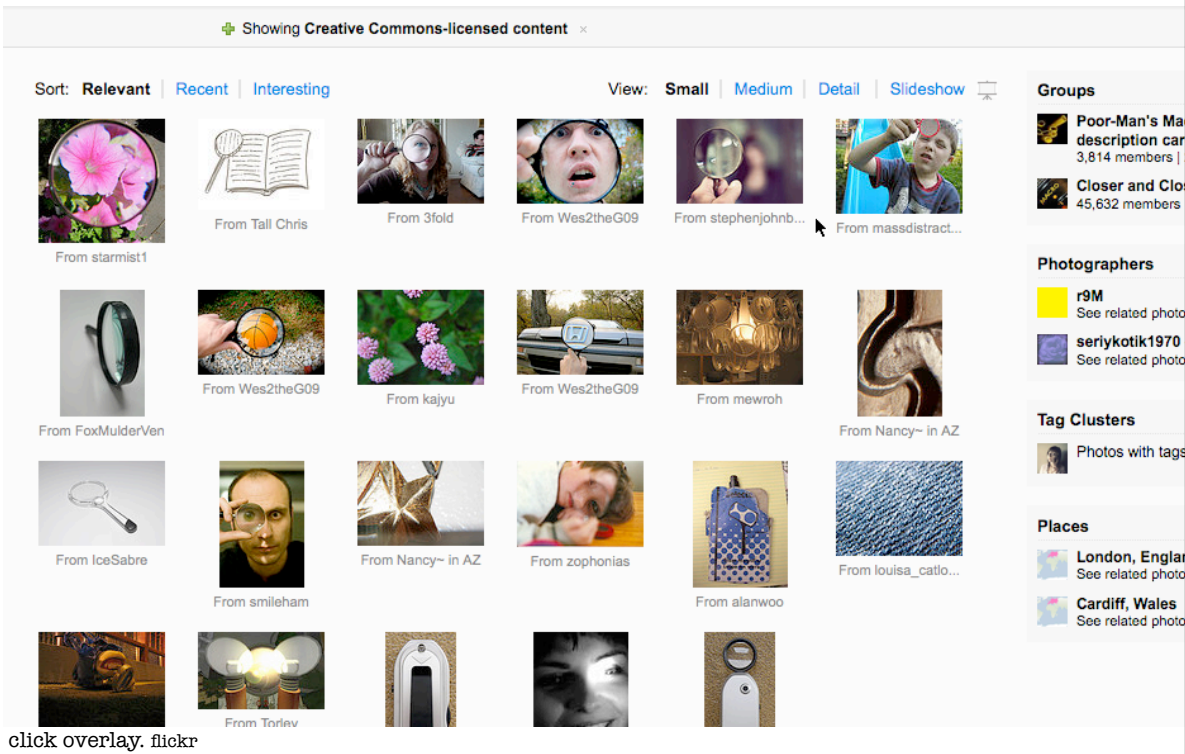 Showing Creative Commons-licensed content ×
Sort: Relevant | Recent | Interesting
View: Small | Medium | Detail | Slideshow
From starmist1
From Tall Chris
From 3fold
From Wes2theG09
From stephenjohnb...
From massdistract...
From FoxMulderVen
From Wes2theG09
From kajyu
From Wes2theG09
From mewroh
From Nancy~ in AZ
From IceSabre
From smileham
From Nancy~ in AZ
From zophonias
From alanwoo
From louisa_catlo...
From Torley
Groups
Poor-Man's Ma
description car
3,814 members |
Closer and Clos
45,632 members
Photographers
r9M
See related photo
seriykotik1970
See related photo
Tag Clusters
Photos with tags
Places
London, Englan
See related photo
Cardiff, Wales
See related photo
click overlay. flickr